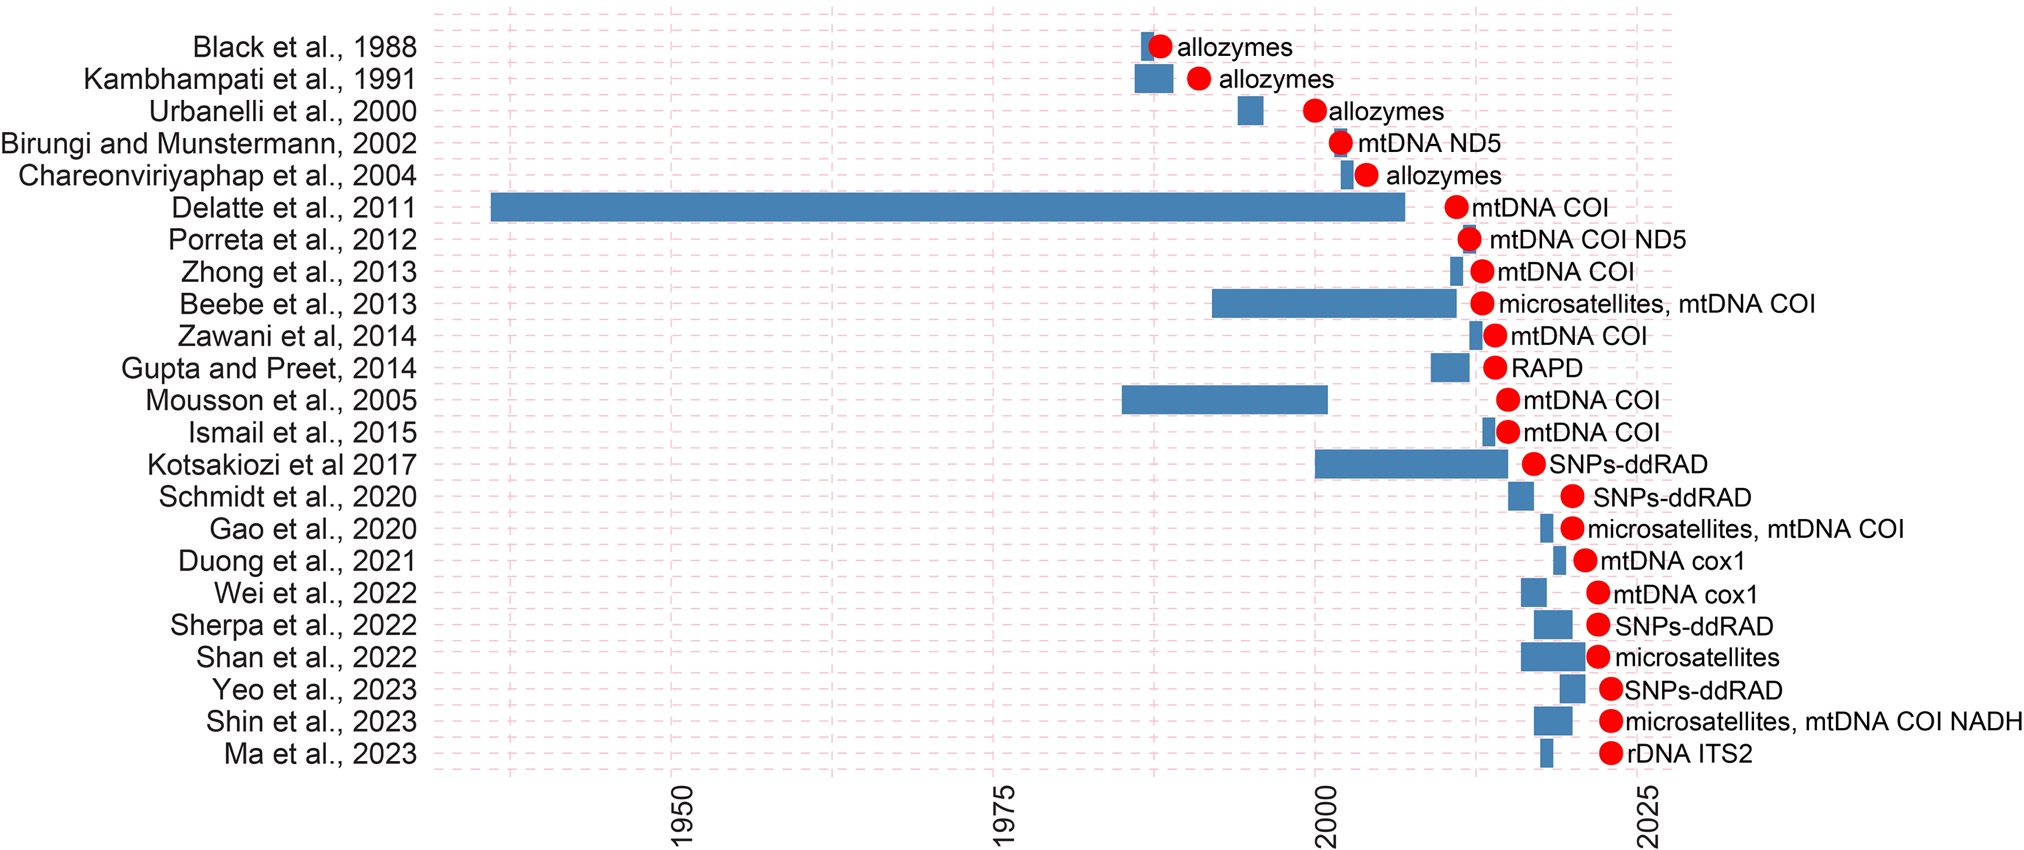 Black et al., 1988 allozymes
Kambhampati et al., 1991 allozymes
Urbanelli et al., 2000 allozymes
Birungi and Munstermann, 2002 mtDNA ND5
Chareonviriyaphap et al., 2004 allozymes
Delatte et al., 2011 mtDNA COI
Porreta et al., 2012 mtDNA COI ND5
Zhong et al., 2013 mtDNA COI
Beebe et al., 2013 microsatellites, mtDNA COI
Zawani et al, 2014 mtDNA COI
Gupta and Preet, 2014 RAPD
Mousson et al., 2005 mtDNA COI
Ismail et al., 2015 mtDNA COI
Kotsakiozi et al 2017 SNPs-ddRAD
Schmidt et al., 2020 SNPs-ddRAD
Gao et al., 2020 microsatellites, mtDNA COI
Duong et al., 2021 mtDNA cox1
Wei et al., 2022 mtDNA cox1
Sherpa et al., 2022 SNPs-ddRAD
Shan et al., 2022 microsatellites
Yeo et al., 2023 SNPs-ddRAD
Shin et al., 2023 microsatellites, mtDNA COI NADH
Ma et al., 2023 rDNA ITS2
1950 1975 2000 2025